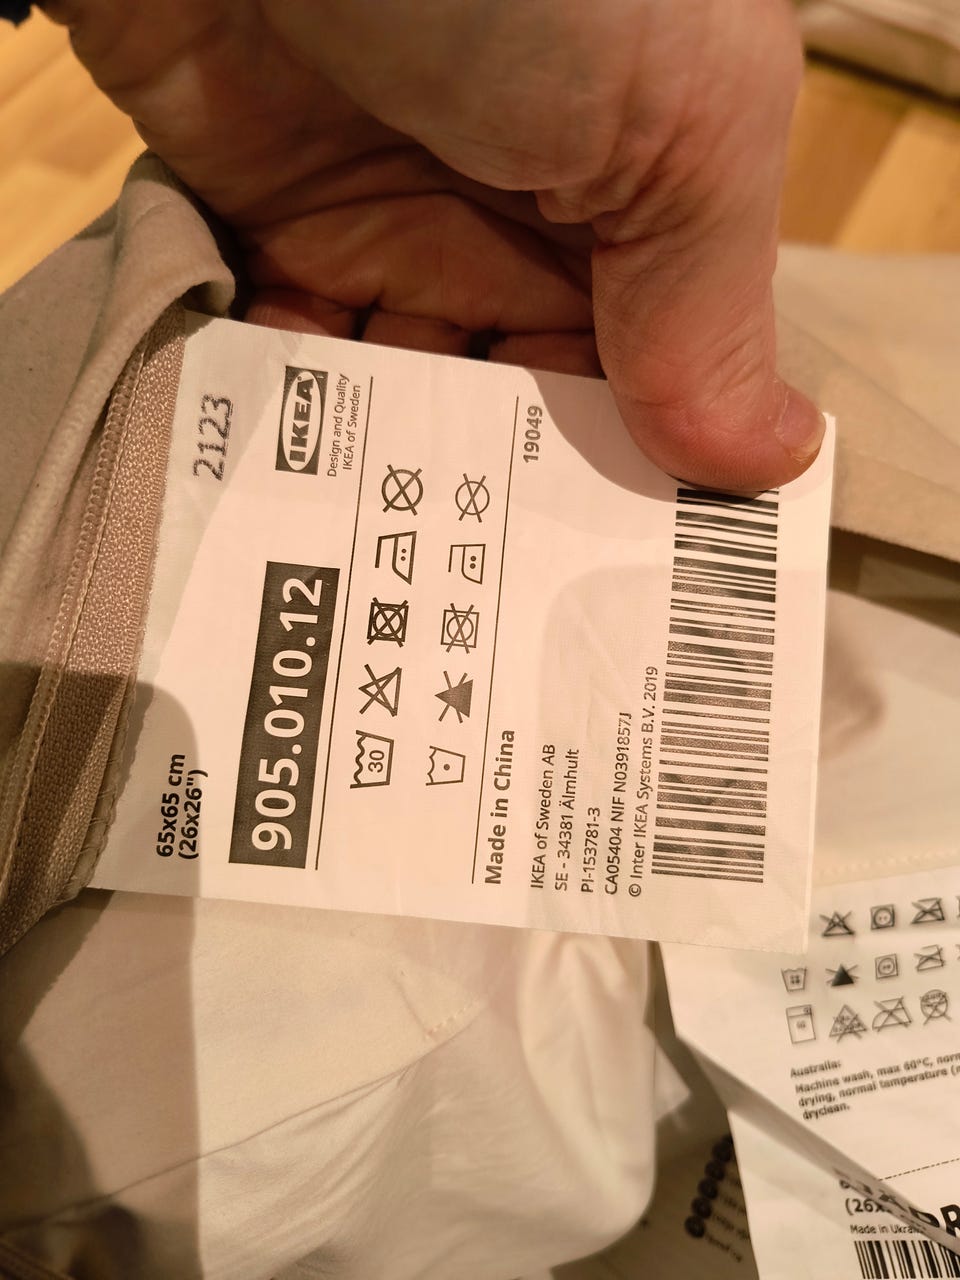 2123
IKEA
Design and Quality
IKEA of Sweden
65x65 cm
(26x26")
905.010.12
30
Made in China
19049
IKEA of Sweden AB
SE - 34381 Älmhult
PI-153781-3
CA05404 NIF N0391857J
© Inter IKEA Systems B.V. 2019
Australia:
Machine wash, max 60°C, norm
drying, normal temperature (
dryclean.
(26x
Made in Ukrai